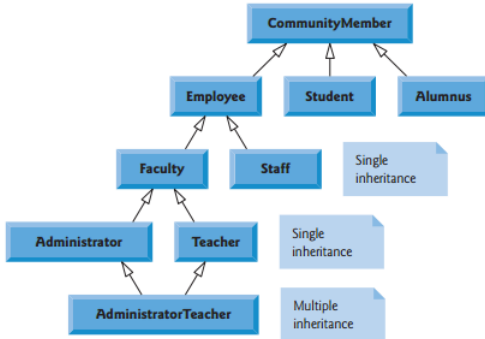 CommunityMember
Employee
Student
Alumnus
Faculty
Staff
Single
inheritance
Administrator
Teacher
Single
inheritance
AdministratorTeacher
Multiple
inheritance